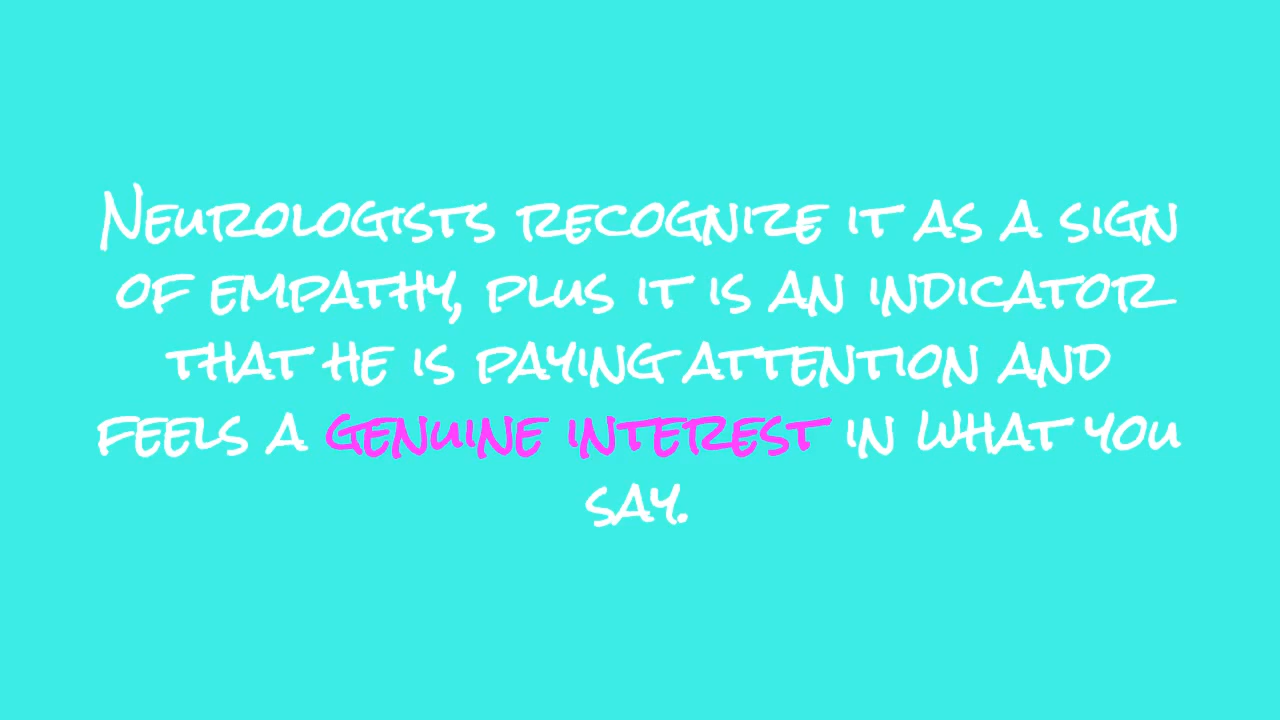 Neurologists recognize it as a sign
of empathy, plus it is an indicator
that he is paying attention and
feels a genuine interest in what you
say.